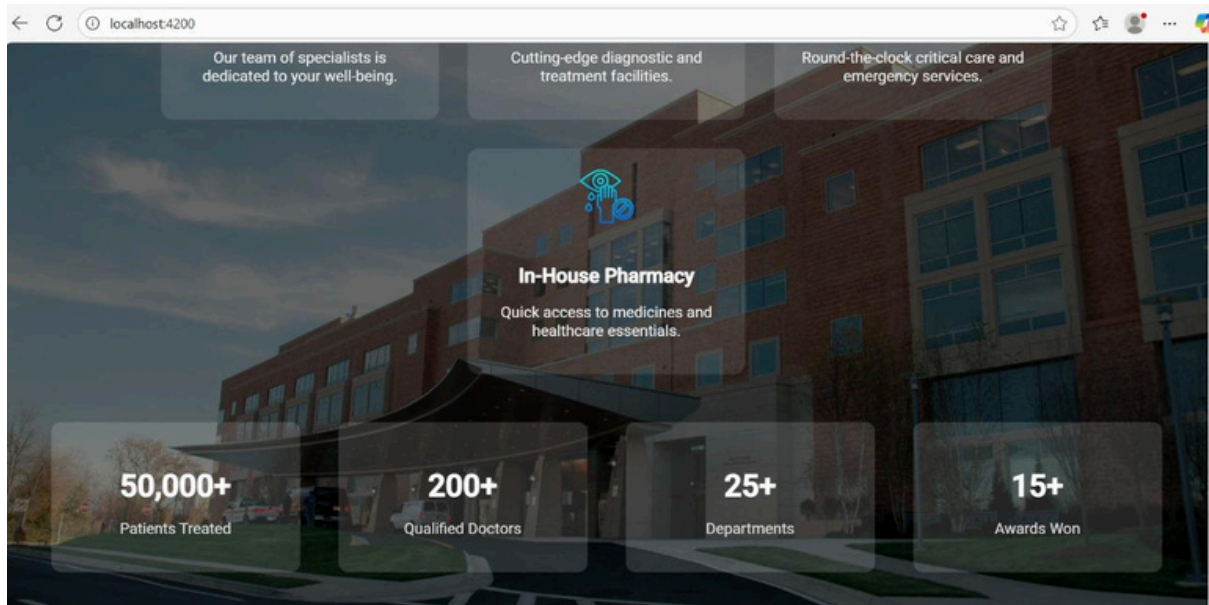 localhost:4200
Our team of specialists is
dedicated to your well-being.
Cutting-edge diagnostic and
treatment facilities.
Round-the-clock critical care and
emergency services.
In-House Pharmacy
Quick access to medicines and
healthcare essentials.
50,000+
Patients Treated
200+
Qualified Doctors
25+
Departments
15+
Awards Won